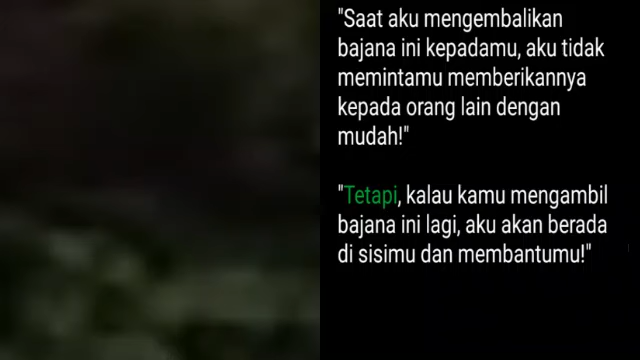 "Saat aku mengembalikan
bajana ini kepadamu, aku tidak
memintamu memberikannya
kepada orang lain dengan
mudah!"
"Tetapi, kalau kamu mengambil
bajana ini lagi, aku akan berada
di sisimu dan membantumu!"